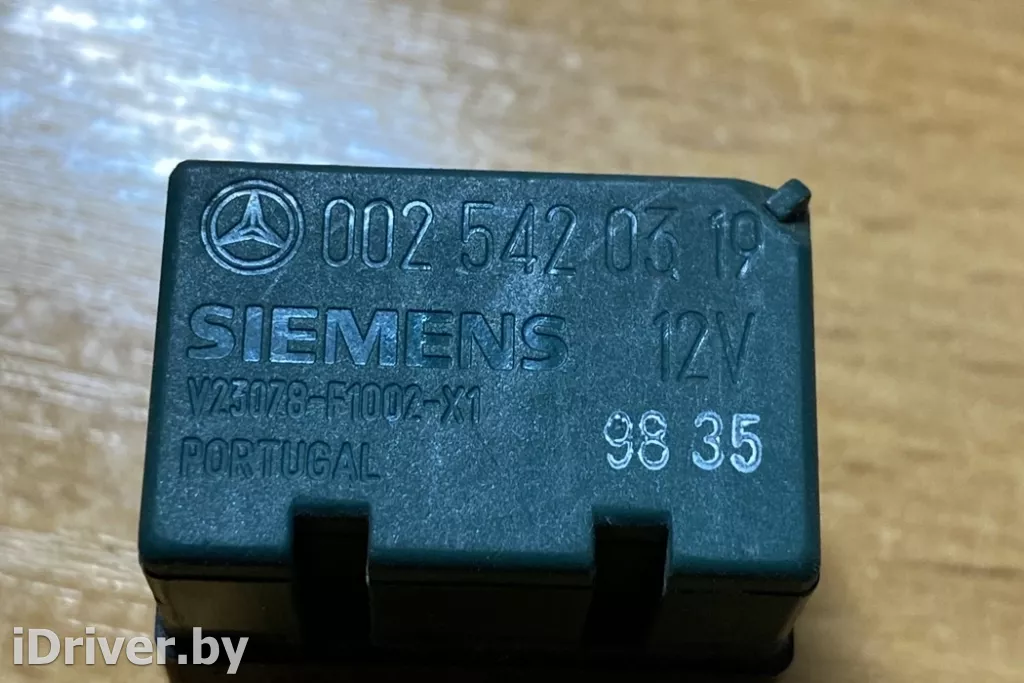 002 542 03 19
SIEMENS 12V
V23078-F1002-X1
PORTUGAL 98 35
iDriver.by